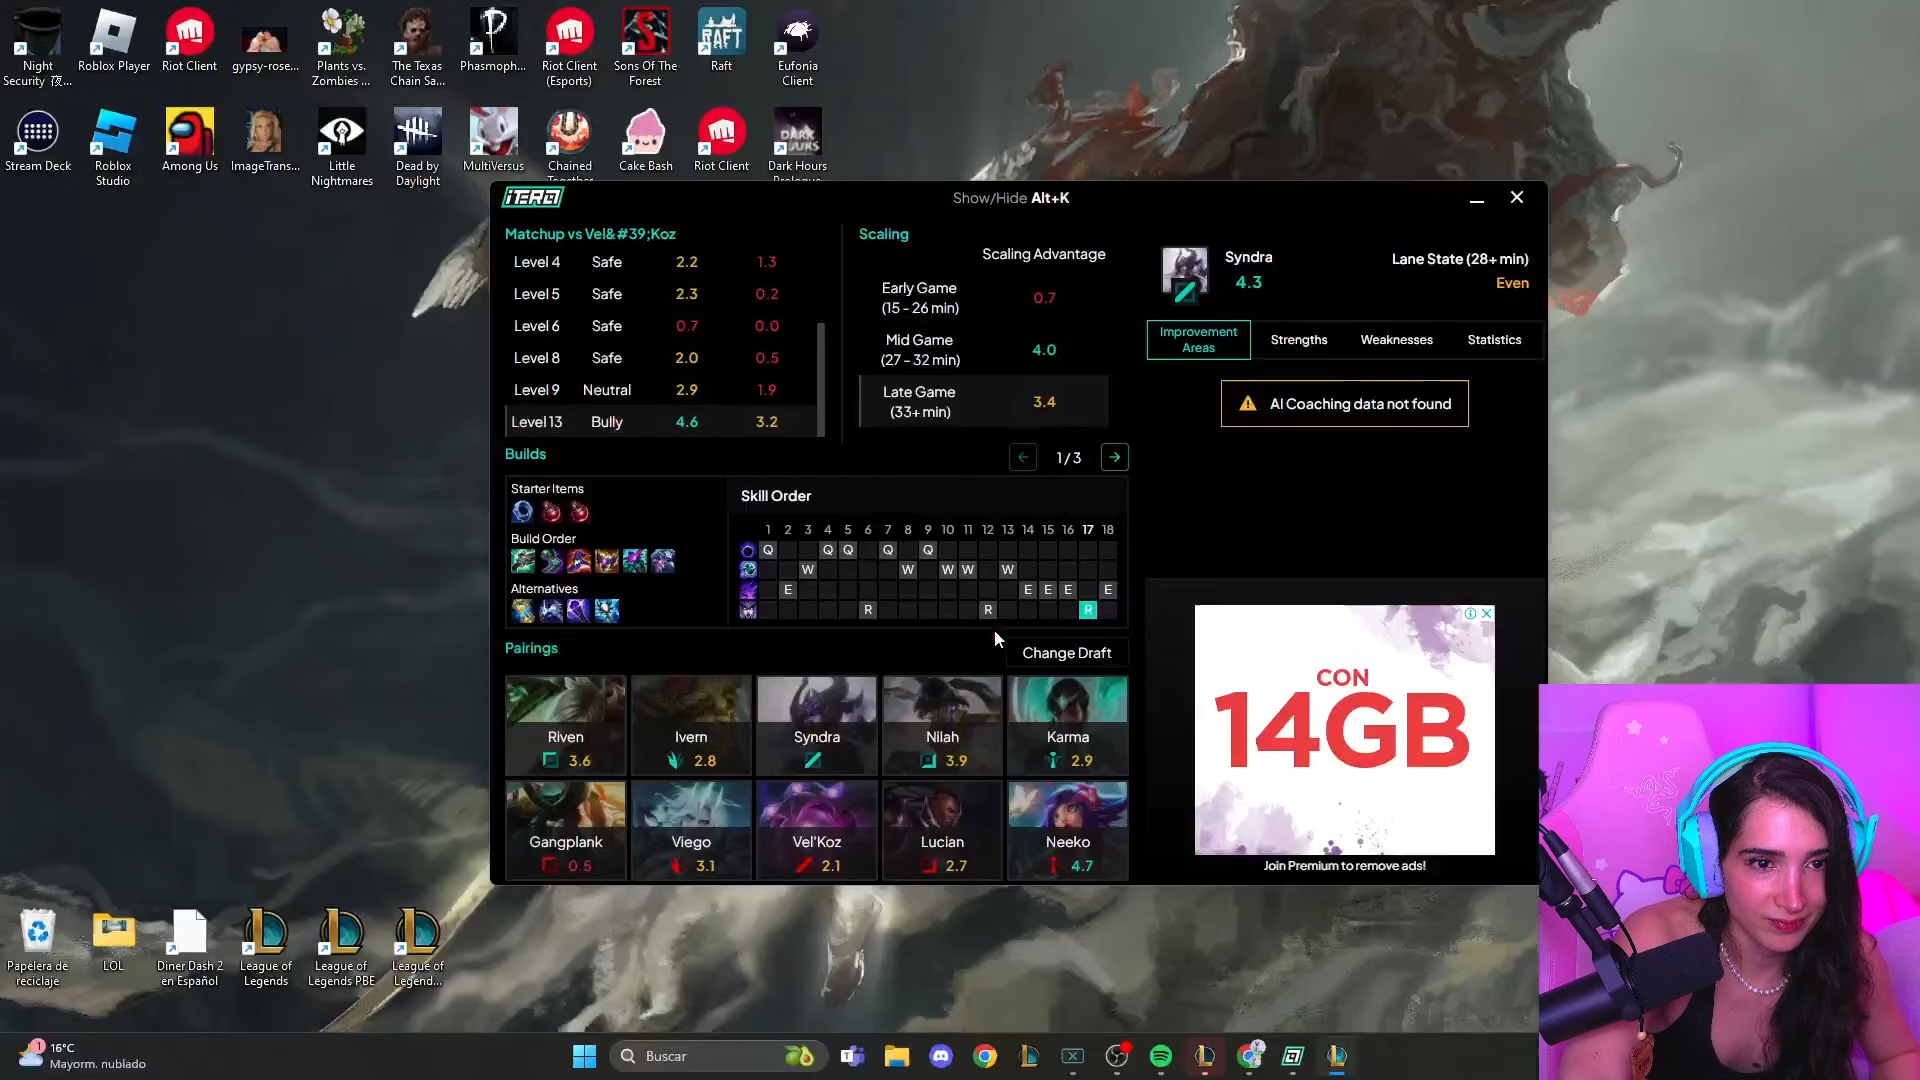 Night
Security 夜...
Roblox Player
Riot Client
gypsy-rose...
Plants vs.
Zombies ...
The Texas
Chain Sa...
Phasmoph...
Riot Client
(Esports)
Sons Of The
Forest
Raft
Eufonia
Client
Stream Deck
Roblox
Studio
Among Us
ImageTrans...
Little
Nightmares
Dead by
Daylight
MultiVersus
Chained
Together
Cake Bash
Riot Client
Dark Hours
Prologue
iTERO
Show/Hide Alt+K
Matchup vs Vel&#39;Koz
Level 4 Safe 2.2 1.3
Level 5 Safe 2.3 0.2
Level 6 Safe 0.7 0.0
Level 8 Safe 2.0 0.5
Level 9 Neutral 2.9 1.9
Level 13 Bully 4.6 3.2
Scaling
Scaling Advantage
Early Game
(15 - 26 min) 0.7
Mid Game
(27 - 32 min) 4.0
Late Game
(33+ min) 3.4
Syndra
4.3
Lane State (28+ min)
Even
Improvement
Areas
Strengths
Weaknesses
Statistics
AI Coaching data not found
Builds
1 / 3
Starter Items
Build Order
Alternatives
Skill Order
1 2 3 4 5 6 7 8 9 10 11 12 13 14 15 16 17 18
Q Q Q Q Q
W W W W W
E E E E E
R R R
Pairings
Change Draft
Riven 3.6
Ivern 2.8
Syndra
Nilah 3.9
Karma 2.9
Gangplank 0.5
Viego 3.1
Vel'Koz 2.1
Lucian 2.7
Neeko 4.7
CON
14GB
Join Premium to remove ads!
Papelera de
reciclaje
LOL
Diner Dash 2
en Español
League of
Legends
League of
Legends PBE
League of
Legend...
1
16°C
Mayorm. nublado
Buscar